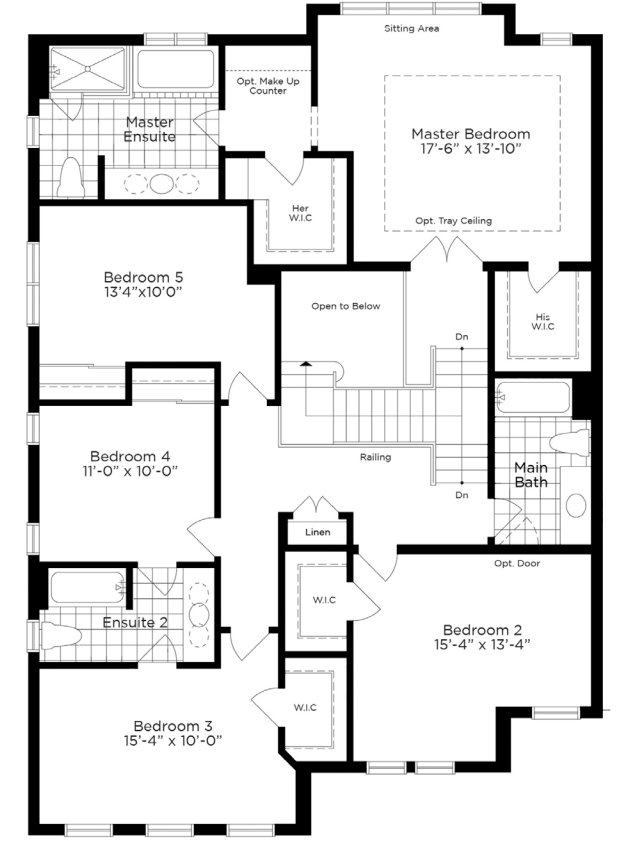 Sitting Area
Opt. Make Up
Counter
Master
Ensuite
Master Bedroom
17'-6" x 13'-10"
Her
W.I.C
Opt. Tray Ceiling
Bedroom 5
13'4"x10'0"
Open to Below
His
W.I.C
Dn
Bedroom 4
11'-0" x 10'-0"
Railing
Main
Bath
Dn
Linen
Opt. Door
W.I.C
Ensuite 2
Bedroom 2
15'-4" x 13'-4"
W.I.C
Bedroom 3
15'-4" x 10'-0"